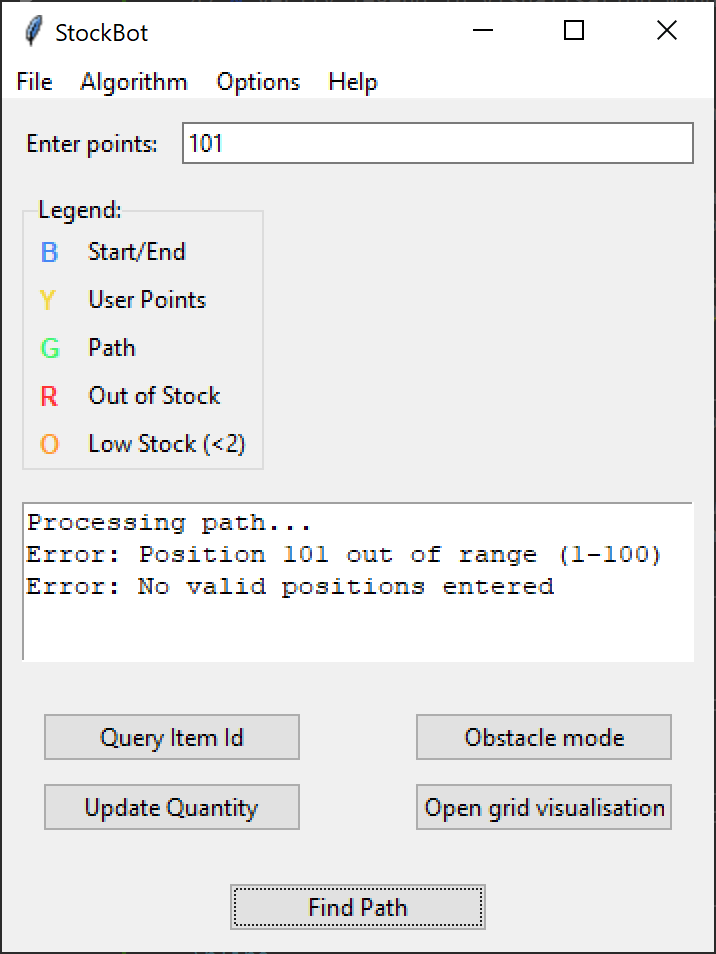 StockBot
File Algorithm Options Help
Enter points: 101
Legend:
B Start/End
Y User Points
G Path
R Out of Stock
O Low Stock (<2)
Processing path...
Error: Position 101 out of range (1-100)
Error: No valid positions entered
Query Item Id Obstacle mode
Update Quantity Open grid visualisation
Find Path